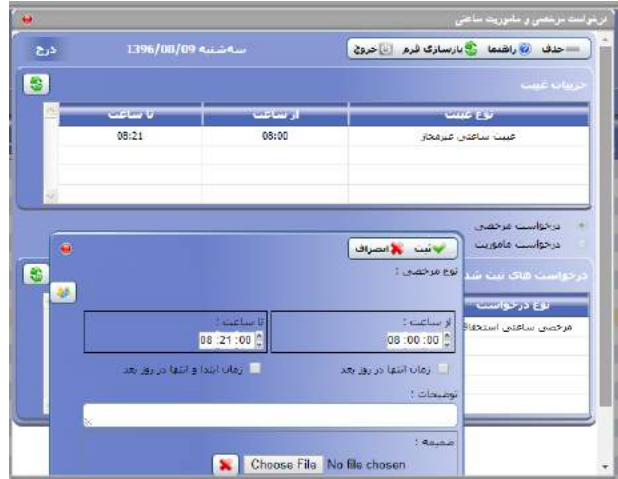 درخواست مرخصی و ماموریت ساعتی
حذف راهنما بازسازی فرم خروج سه‌شنبه 1396/08/09 درج
جزییات غیبت
نوع غیبت از ساعت تا ساعت
غیبت ساعتی غیرمجاز 08:00 08:21
درخواست مرخصی
درخواست ماموریت
درخواست های ثبت شد
نوع درخواست
مرخصی ساعتی استحقا
ثبت انصراف
نوع مرخصی :
از ساعت : تا ساعت :
08 :00 :00 08 :21 :00
زمان انتها در روز بعد زمان ابتدا و انتها در روز بعد
توضیحات :
ضمیمه :
Choose File No file chosen